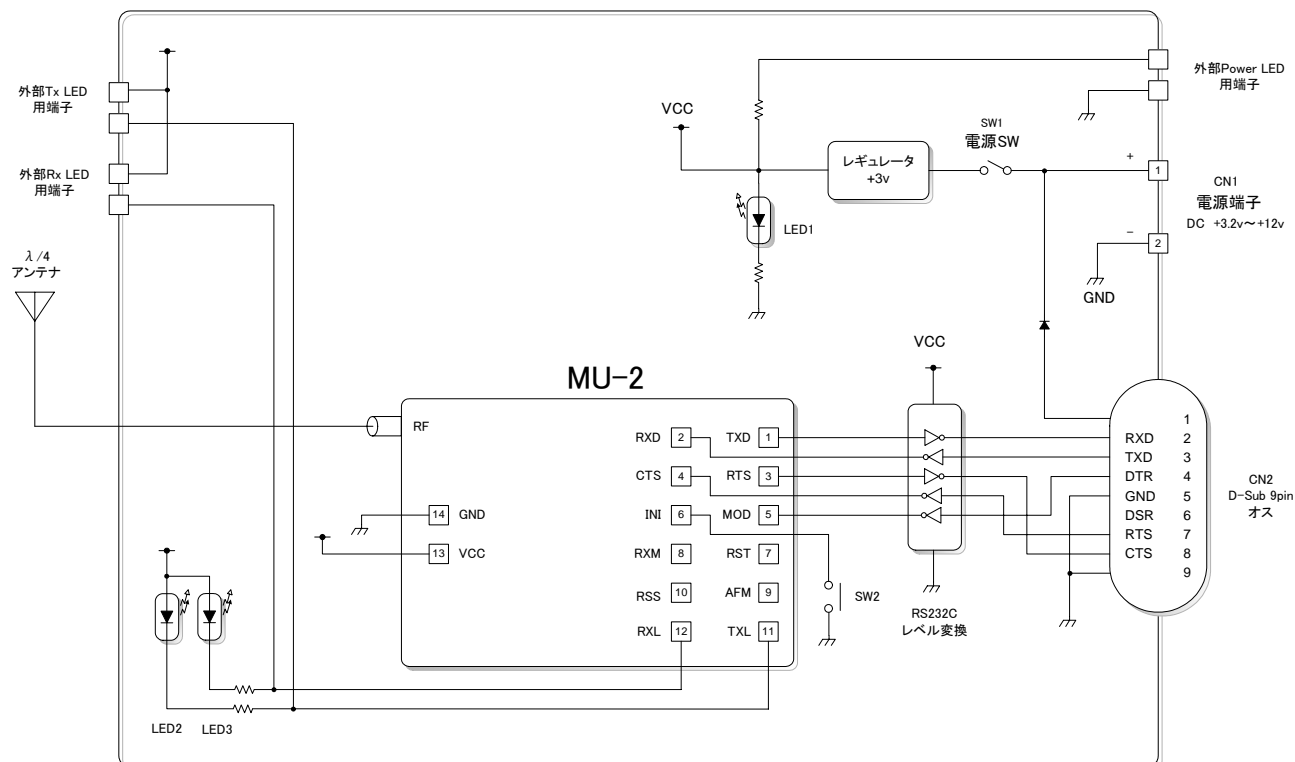 外部Tx LED
用端子
外部Rx LED
用端子
λ/4
アンテナ
VCC
レギュレータ
+3v
SW1
電源SW
LED1
外部Power LED
用端子
+
1
CN1
電源端子
DC +3.2v～+12v
－
2
GND
MU-2
RF
RXD 2 TXD 1
CTS 4 RTS 3
14 GND
INI 6 MOD 5
13 VCC
RXM 8 RST 7
RSS 10 AFM 9
RXL 12 TXL 11
SW2
VCC
RS232C
レベル変換
1
RXD 2
TXD 3
DTR 4
GND 5
DSR 6
RTS 7
CTS 8
9
CN2
D-Sub 9pin
オス
LED2 LED3